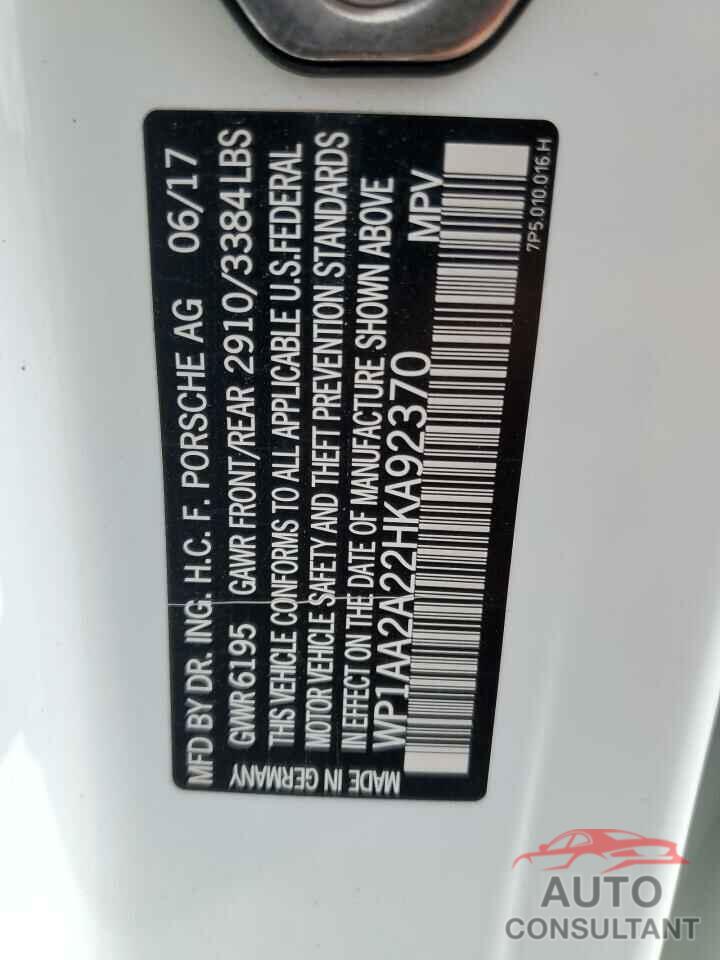 MFD BY DR. ING. H.C. F. PORSCHE AG 06/17
GVWR 6195 GAWR FRONT/REAR 2910/3384 LBS
THIS VEHICLE CONFORMS TO ALL APPLICABLE U.S.FEDERAL
MOTOR VEHICLE SAFETY AND THEFT PREVENTION STANDARDS
IN EFFECT ON THE DATE OF MANUFACTURE SHOWN ABOVE
MADE IN GERMANY WP1AA2A22HKA92370 MPV
7P5.010.016.H
AUTO
CONSULTANT